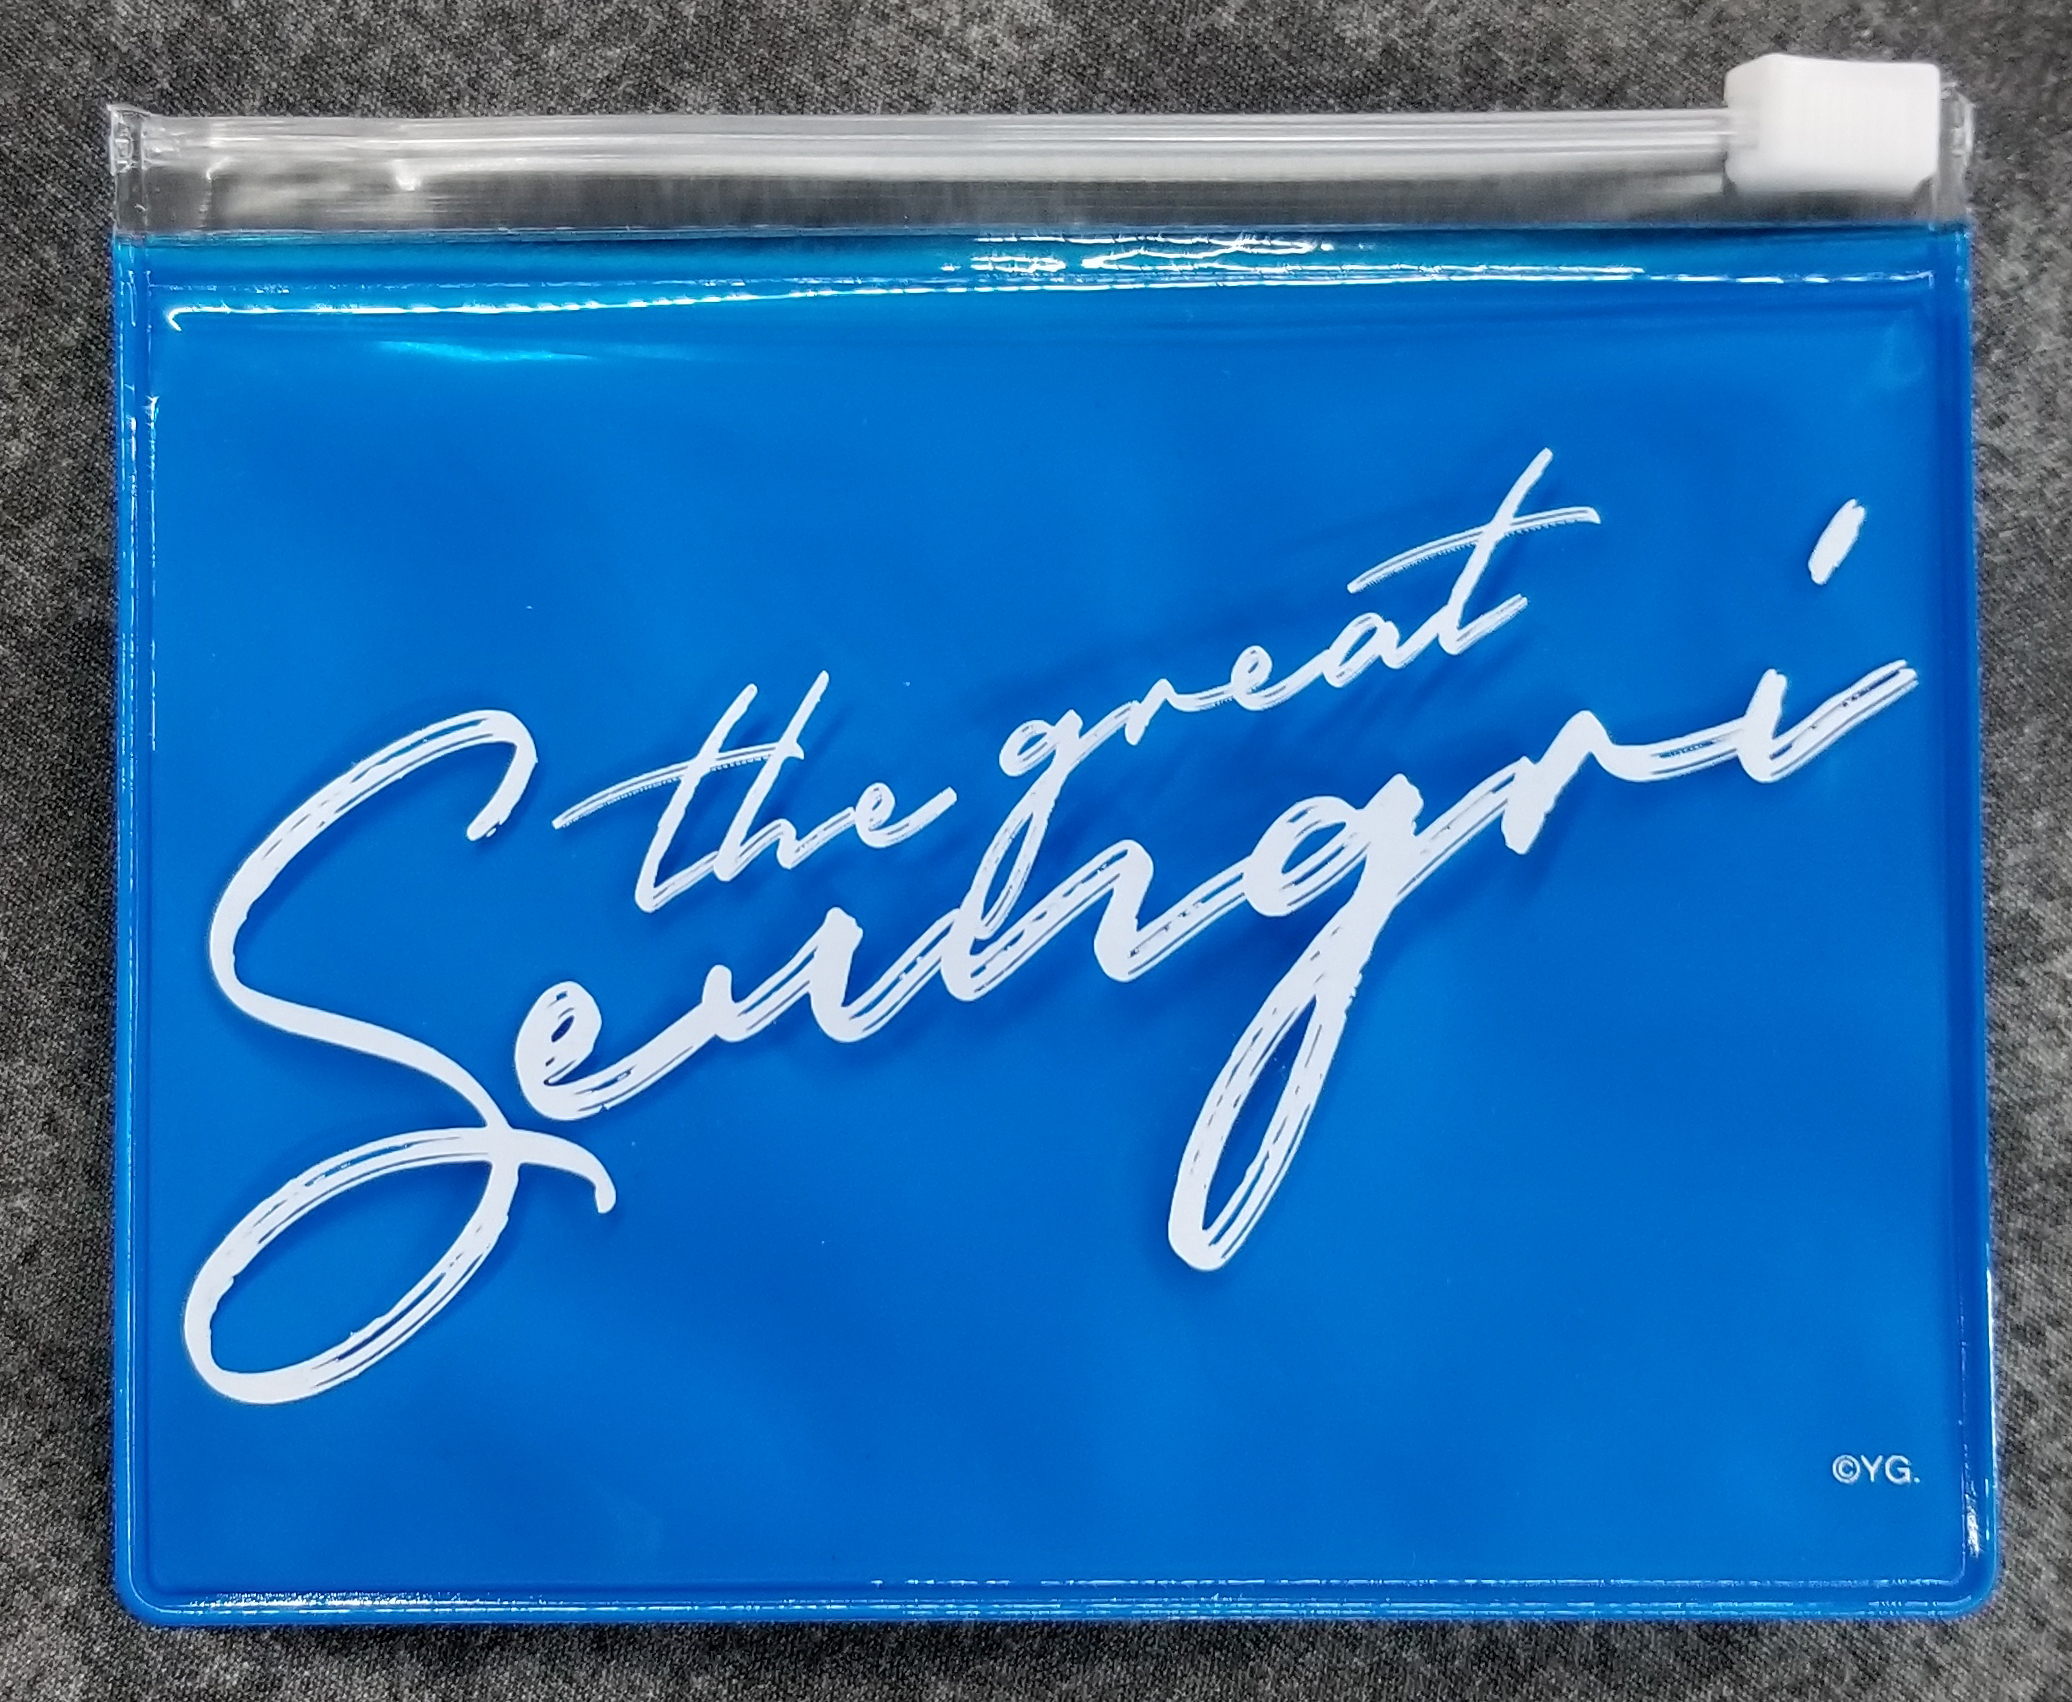 the great
Seungri
©YG.